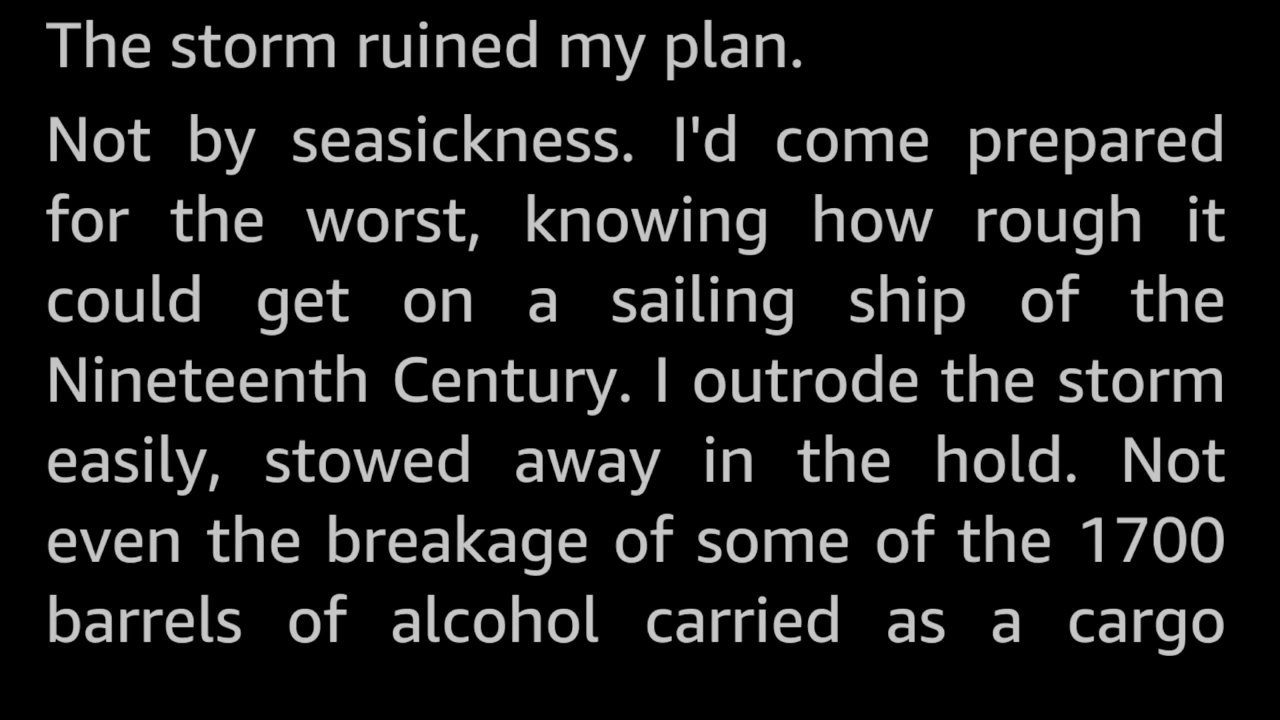 The storm ruined my plan.
Not by seasickness. I'd come prepared
for the worst, knowing how rough it
could get on a sailing ship of the
Nineteenth Century. I outrode the storm
easily, stowed away in the hold. Not
even the breakage of some of the 1700
barrels of alcohol carried as a cargo